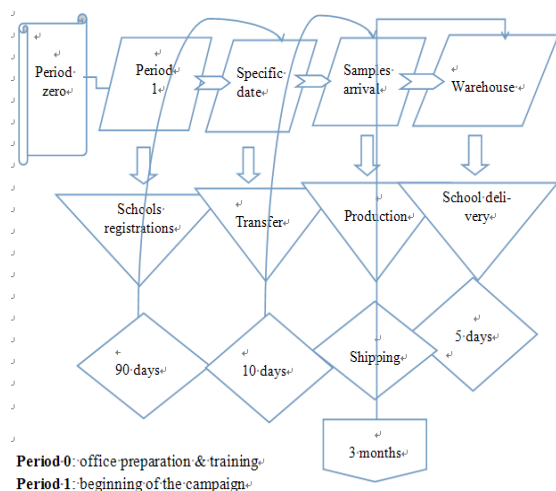 Period
zero
Period
1
Specific
date
Samples
arrival
Warehouse
Schools
registrations
Transfer
Production
School deli-
very
90 days
10 days
Shipping
5 days
3 months
Period 0: office preparation & training
Period 1: beginning of the campaign